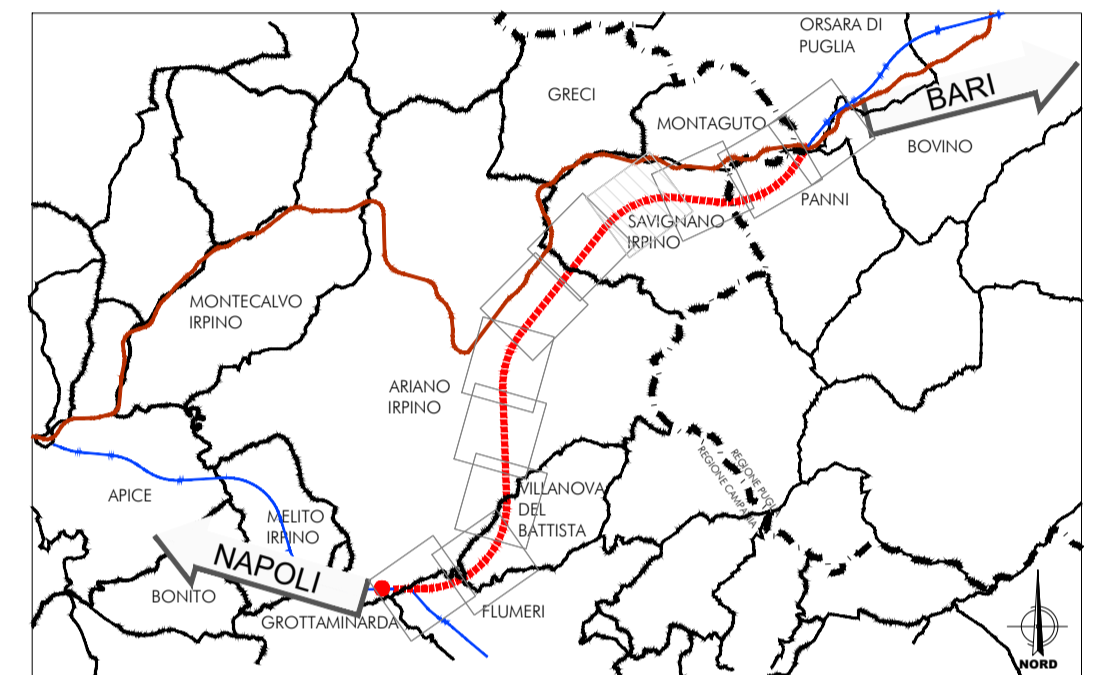 ORSARA DI
PUGLIA
GRECI
BARI
MONTAGUTO
BOVINO
PANNI
SAVIGNANO
IRPINO
MONTECALVO
IRPINO
ARIANO
IRPINO
REGIONE PUGLIA
REGIONE CAMPANIA
VILLANOVA
DEL
BATTISTA
APICE
MELITO
IRPINO
NAPOLI
BONITO
GROTTAMINARDA
FLUMERI
NORD